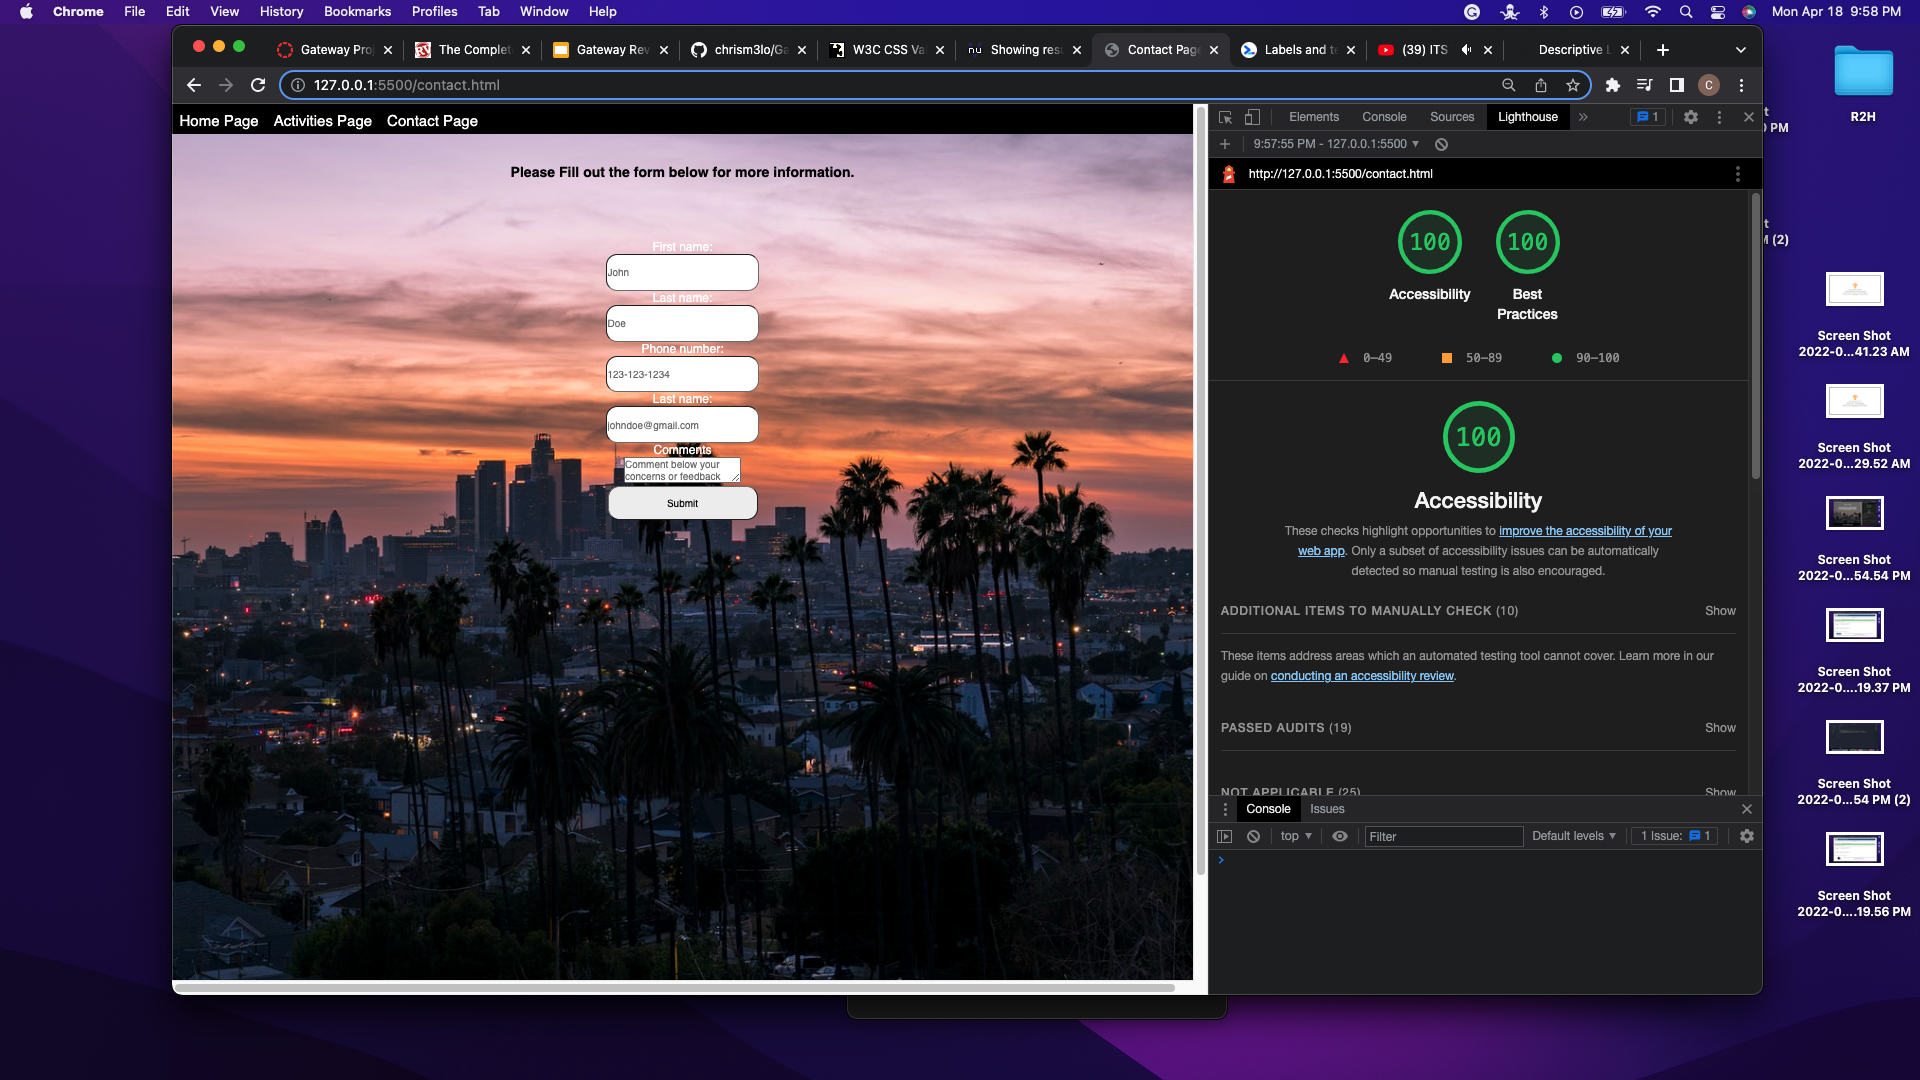 Chrome File Edit View History Bookmarks Profiles Tab Window Help Mon Apr 18 9:58 PM
Gateway Proj The Complet Gateway Rev chrism3lo/Ga W3C CSS Va Showing res Contact Pag Labels and te (39) ITS Descriptive L
127.0.0.1:5500/contact.html C
Home Page Activities Page Contact Page
Please Fill out the form below for more information.
First name:
John
Last name:
Doe
Phone number:
123-123-1234
Last name:
johndoe@gmail.com
Comments
Comment below your
concerns or feedback
Submit
Elements Console Sources Lighthouse 1
9:57:55 PM - 127.0.0.1:5500
http://127.0.0.1:5500/contact.html
100 100
Accessibility Best
Practices
0–49 50–89 90–100
100
Accessibility
These checks highlight opportunities to improve the accessibility of your
web app. Only a subset of accessibility issues can be automatically
detected so manual testing is also encouraged.
ADDITIONAL ITEMS TO MANUALLY CHECK (10) Show
These items address areas which an automated testing tool cannot cover. Learn more in our
guide on conducting an accessibility review.
PASSED AUDITS (19) Show
NOT APPLICABLE (25) Show
Console Issues
top Filter Default levels 1 Issue: 1
R2H
PM
(2)
Screen Shot
2022-0...41.23 AM
Screen Shot
2022-0...29.52 AM
Screen Shot
2022-0...54.54 PM
Screen Shot
2022-0....19.37 PM
Screen Shot
2022-0...54 PM (2)
Screen Shot
2022-0....19.56 PM